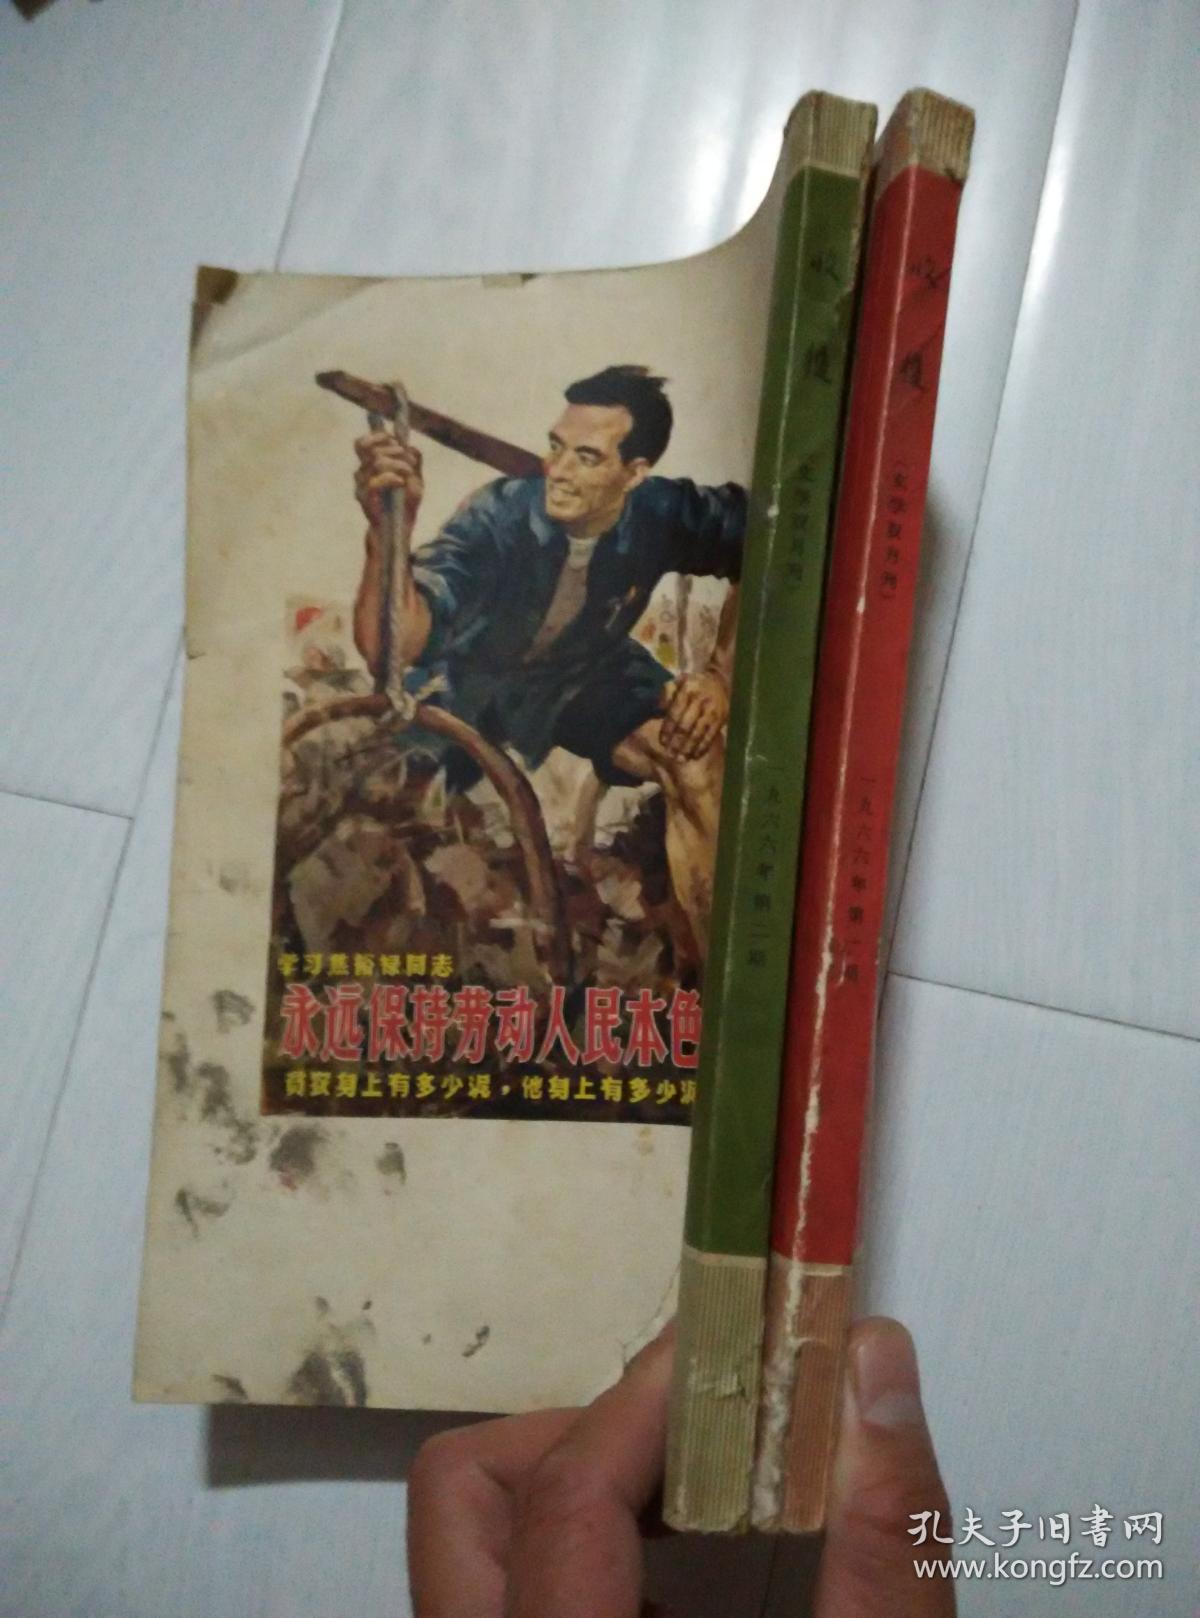 学习焦裕禄同志
永远保持劳动人民本色
贫农身上有多少泥，他身上有多少泥
收获
（文学双月刊）
一九六六年第二期
收获
（文学双月刊）
一九六六年第一期
孔夫子旧書网
www.kongfz.com